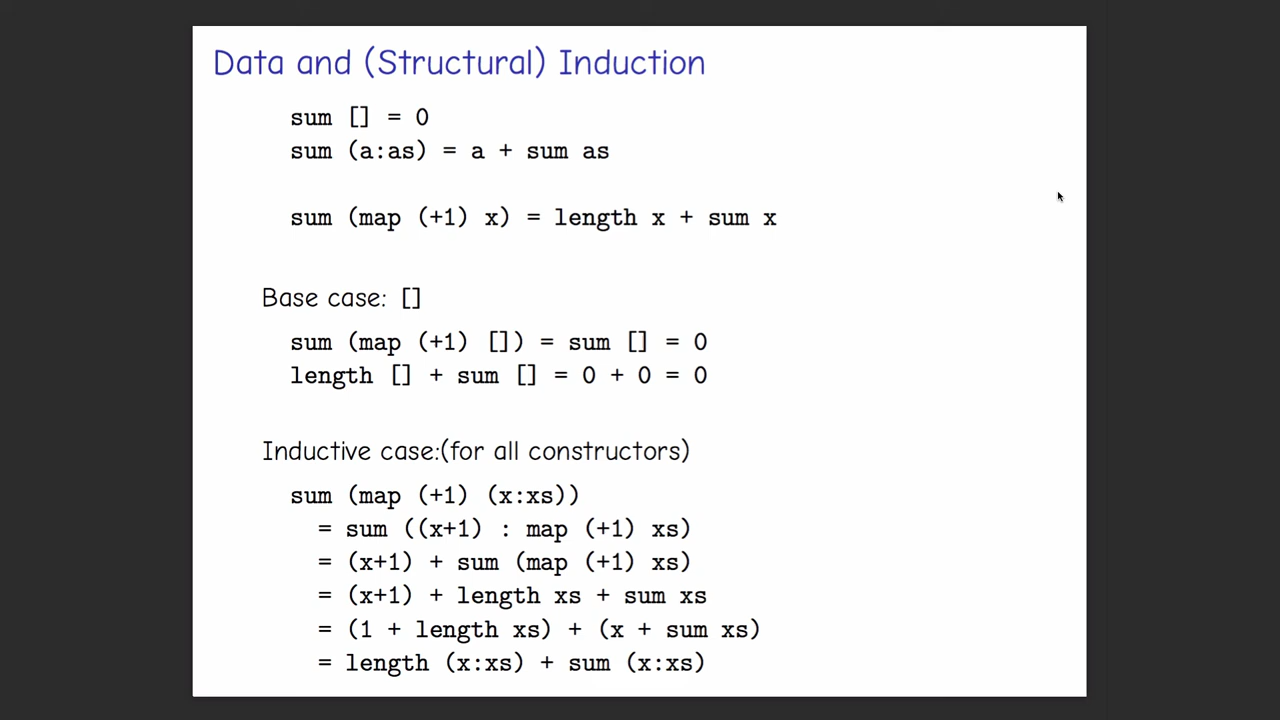 Data and (Structural) Induction
sum [] = 0
sum (a:as) = a + sum as
sum (map (+1) x) = length x + sum x
Base case: []
sum (map (+1) []) = sum [] = 0
length [] + sum [] = 0 + 0 = 0
Inductive case:(for all constructors)
sum (map (+1) (x:xs))
= sum ((x+1) : map (+1) xs)
= (x+1) + sum (map (+1) xs)
= (x+1) + length xs + sum xs
= (1 + length xs) + (x + sum xs)
= length (x:xs) + sum (x:xs)